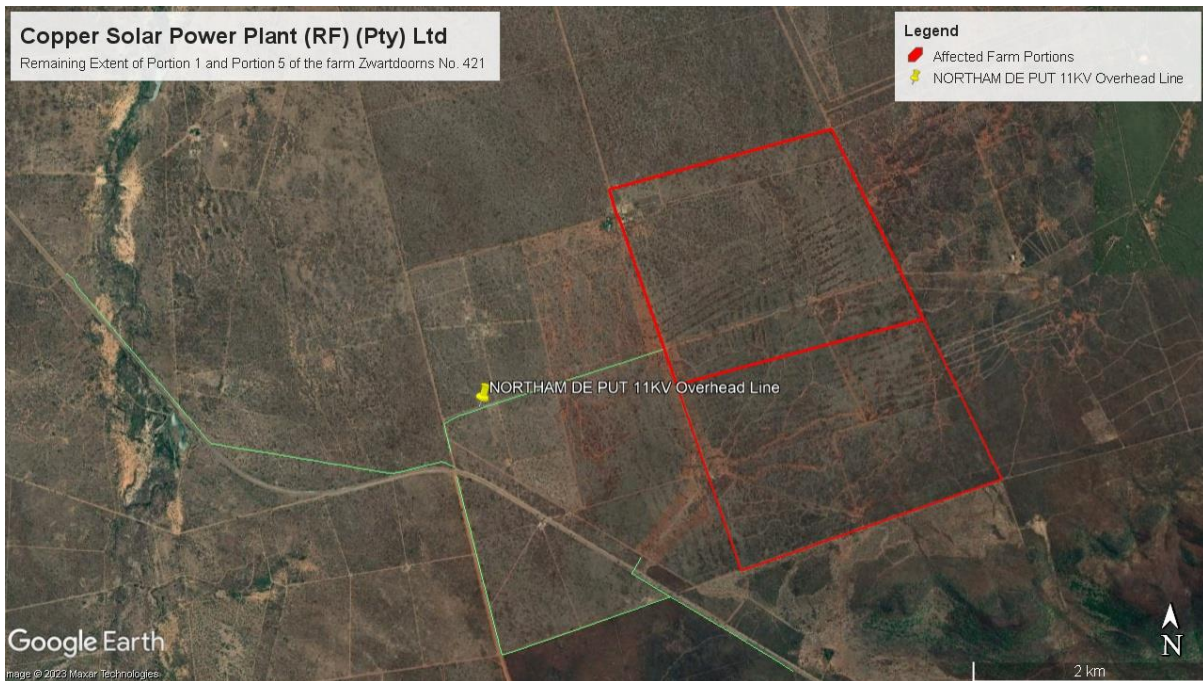 Copper Solar Power Plant (RF) (Pty) Ltd
Remaining Extent of Portion 1 and Portion 5 of the farm Zwartdoorns No. 421
Legend
Affected Farm Portions
NORTHAM DE PUT 11KV Overhead Line
NORTHAM DE PUT 11KV Overhead Line
Google Earth
mage © 2023 Maxar Technologies
N
2 km